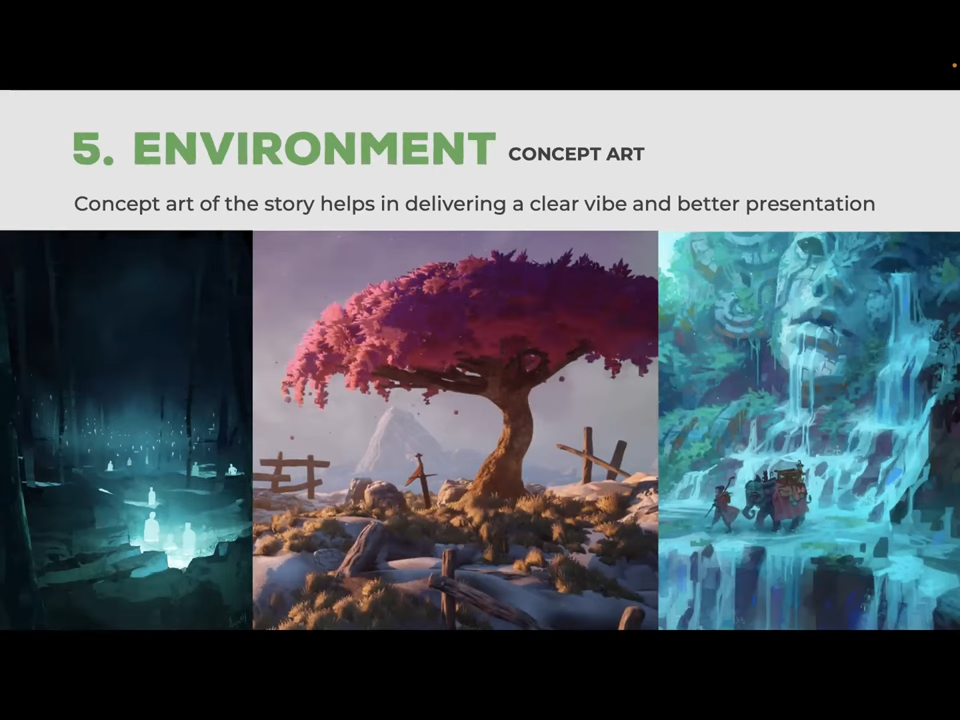 5. ENVIRONMENT CONCEPT ART
Concept art of the story helps in delivering a clear vibe and better presentation